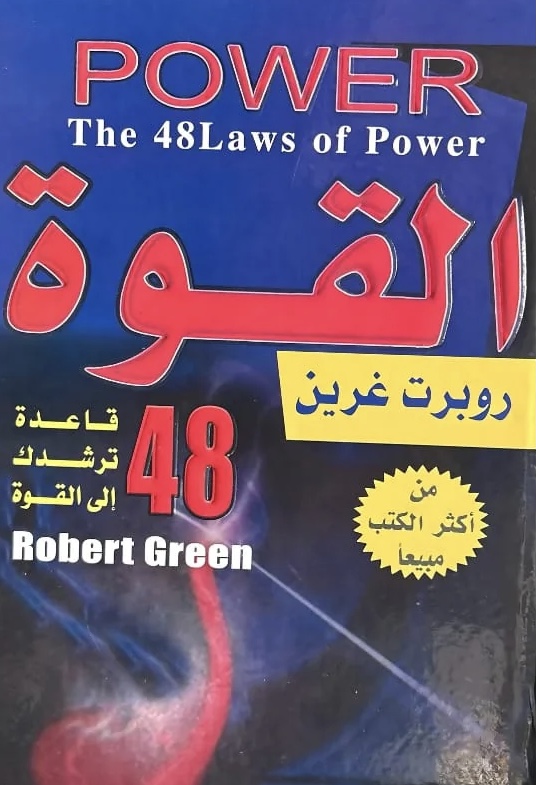 POWER
The 48Laws of Power
القوة
روبرت غرين
48
قاعدة
ترشدك
إلى القوة
Robert Green
من
أكثر الكتب
مبيعاً